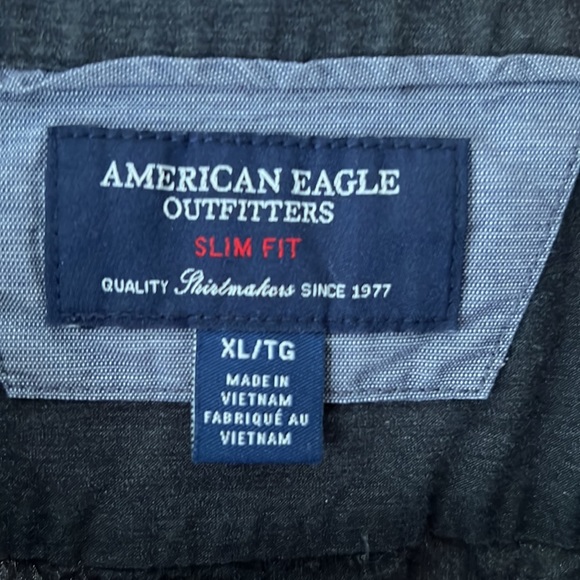 AMERICAN EAGLE
OUTFITTERS
SLIM FIT
QUALITY Shirtmakers SINCE 1977
XL/TG
MADE IN
VIETNAM
FABRIQUÉ AU
VIETNAM